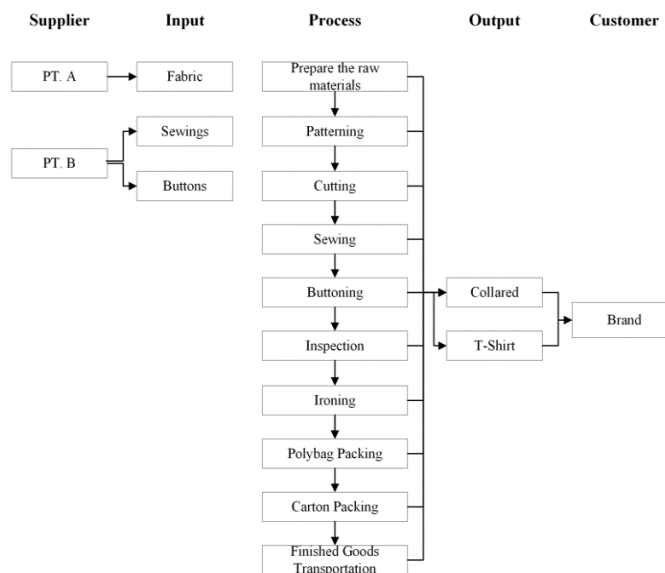 Supplier
Input
Process
Output
Customer
PT. A
Fabric
Prepare the raw
materials
Sewings
Patterning
PT. B
Buttons
Cutting
Sewing
Buttoning
Collared
Brand
Inspection
T-Shirt
Ironing
Polybag Packing
Carton Packing
Finished Goods
Transportation